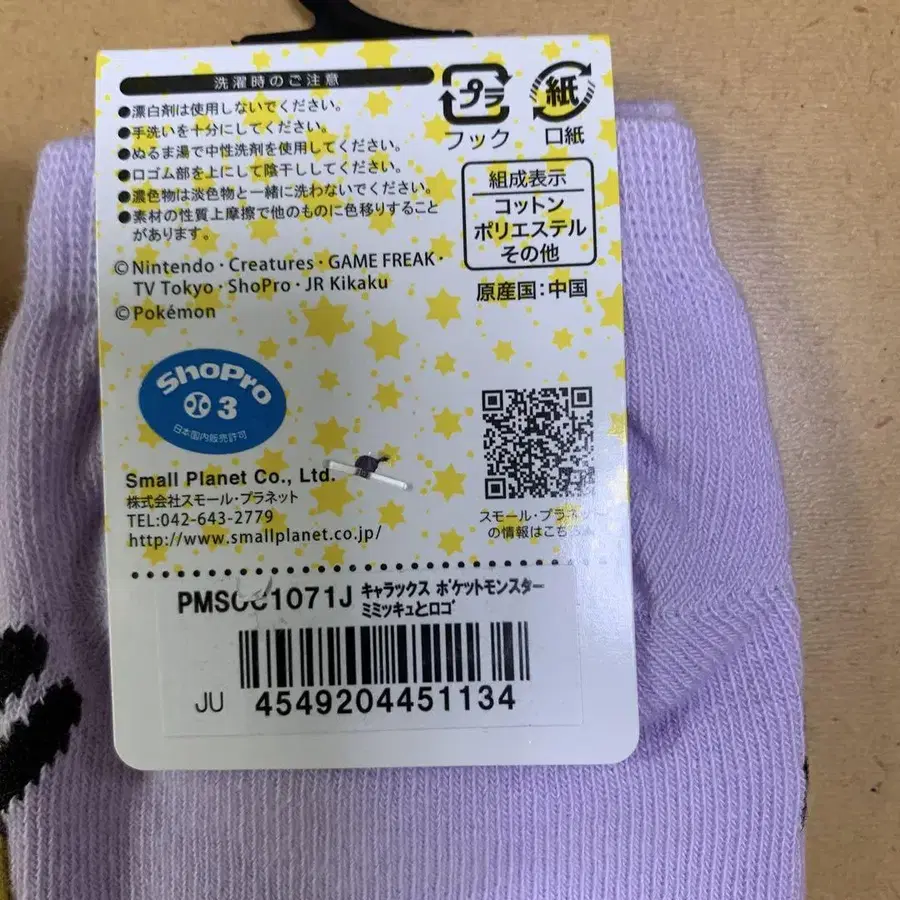 洗濯時のご注意
●漂白剤は使用しないでください。
●手洗いを十分にしてください。
●ぬるま湯で中性洗剤を使用してください。
●口ゴム部を上にして陰干ししてください。
●濃色物は淡色物と一緒に洗わないでください。
●素材の性質上摩擦で他のものに色移りすること
があります。
プラ
フック
紙
口紙
組成表示
コットン
ポリエステル
その他
原産国:中国
©Nintendo・Creatures・GAME FREAK・
TV Tokyo・ShoPro・JR Kikaku
©Pokémon
ShoPro
3
日本国内販売許可
Small Planet Co., Ltd.
株式会社スモール・プラネット
TEL:042-643-2779
http://www.smallplanet.co.jp/
スモール・プラネット
の情報はこちら
PMSOC1071J キャラックス ポケットモンスター
ミミッキュとロゴ
JU 4549204451134